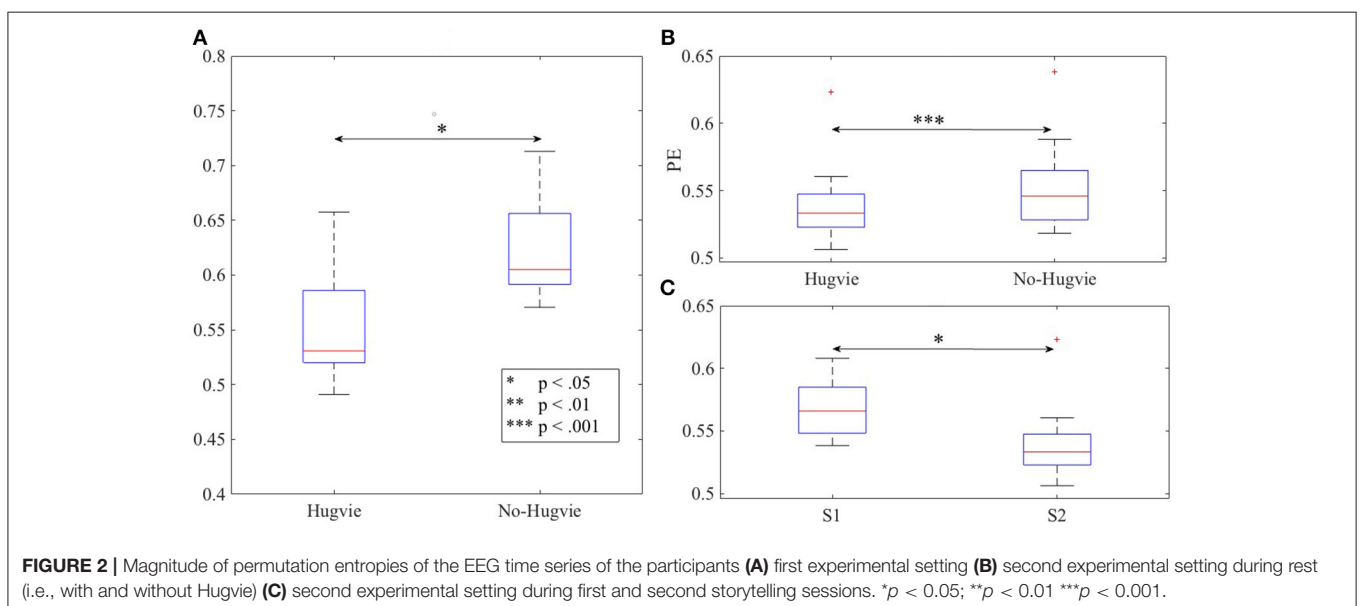 A
0.8
0.75
0.7
0.65
0.6
0.55
0.5
0.45
0.4
*
* p < .05
** p < .01
*** p < .001
Hugvie No-Hugvie
B
0.65
0.6
0.55
0.5
PE
***
Hugvie No-Hugvie
C
0.65
0.6
0.55
0.5
*
S1 S2
FIGURE 2 | Magnitude of permutation entropies of the EEG time series of the participants (A) first experimental setting (B) second experimental setting during rest
(i.e., with and without Hugvie) (C) second experimental setting during first and second storytelling sessions. *p < 0.05; **p < 0.01 ***p < 0.001.